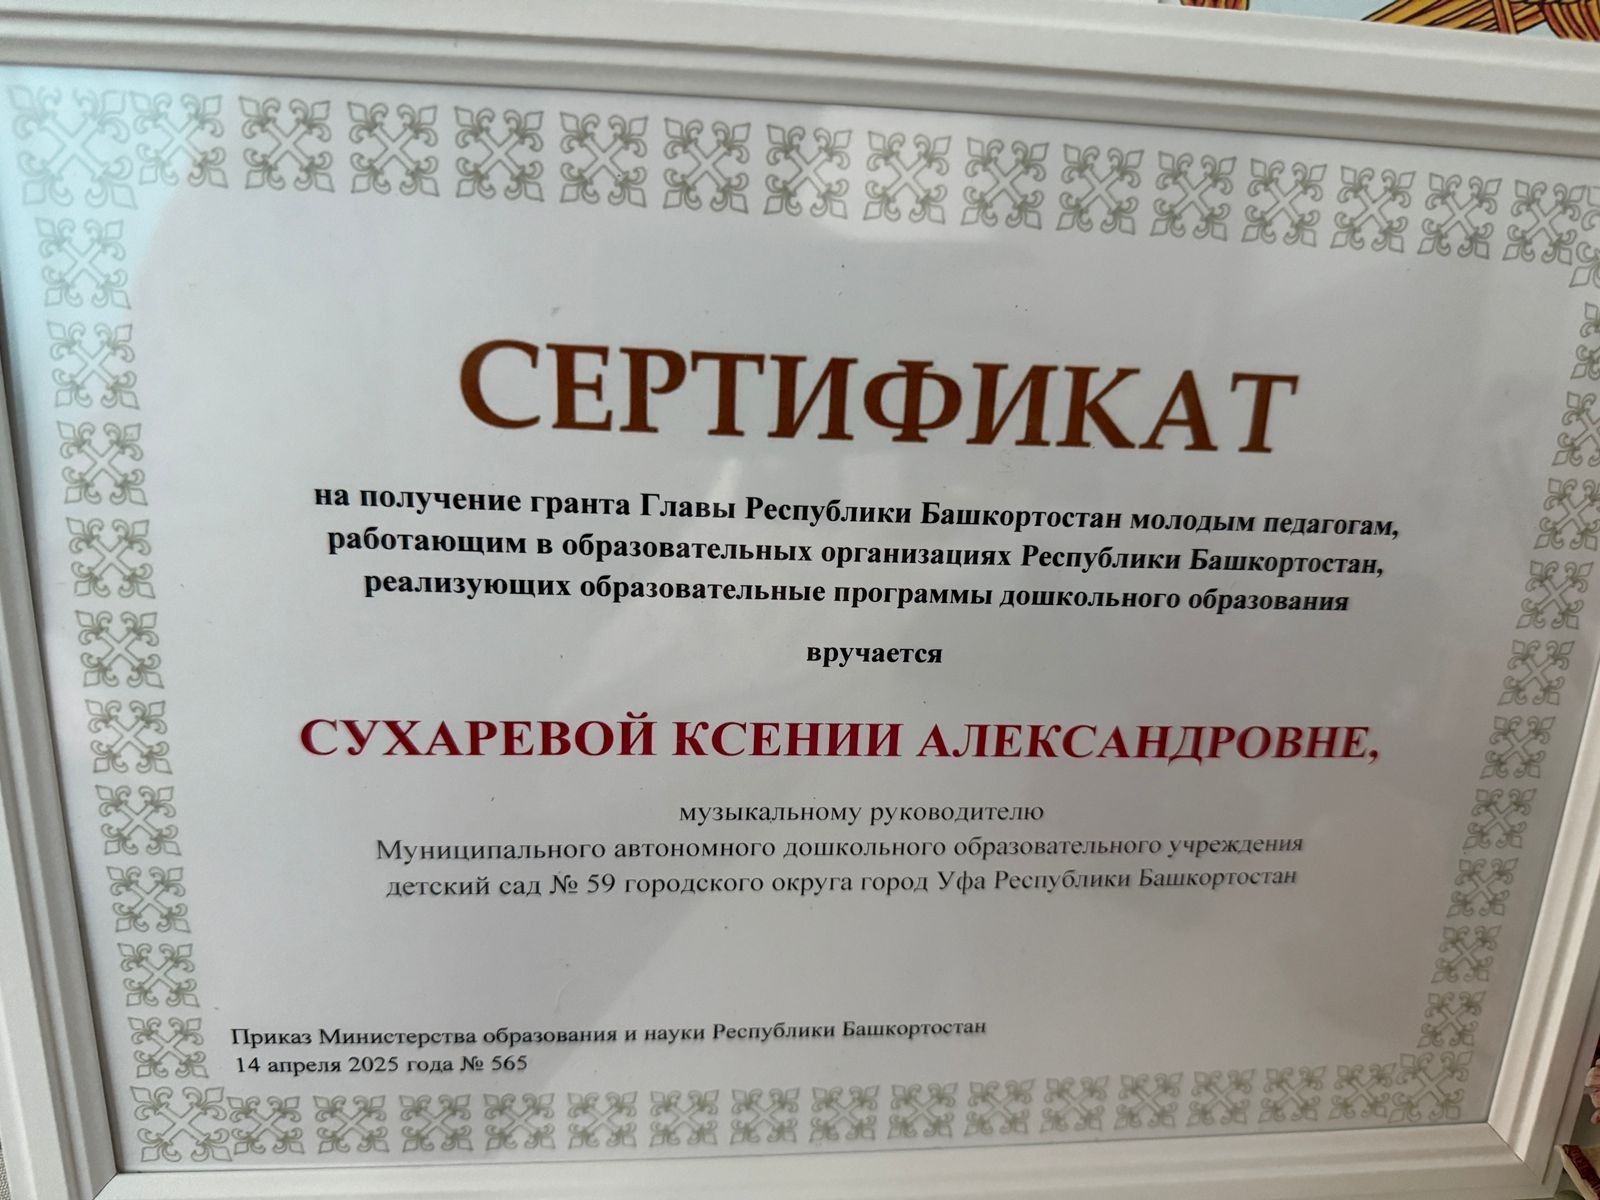 СЕРТИФИКАТ
на получение гранта Главы Республики Башкортостан молодым педагогам,
работающим в образовательных организациях Республики Башкортостан,
реализующих образовательные программы дошкольного образования
вручается
СУХАРЕВОЙ КСЕНИИ АЛЕКСАНДРОВНЕ,
музыкальному руководителю
Муниципального автономного дошкольного образовательного учреждения
детский сад № 59 городского округа город Уфа Республики Башкортостан
Приказ Министерства образования и науки Республики Башкортостан
14 апреля 2025 года № 565